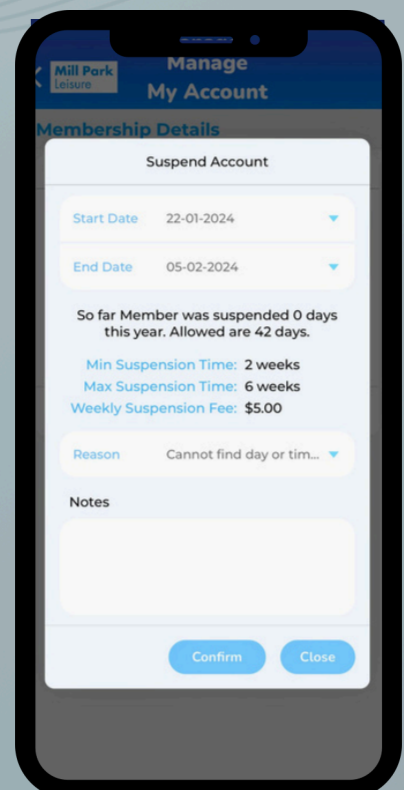 Mill Park
Leisure
Manage
My Account
Membership Details
Suspend Account
Start Date 22-01-2024
End Date 05-02-2024
So far Member was suspended 0 days
this year. Allowed are 42 days.
Min Suspension Time: 2 weeks
Max Suspension Time: 6 weeks
Weekly Suspension Fee: $5.00
Reason Cannot find day or tim...
Notes
Confirm Close